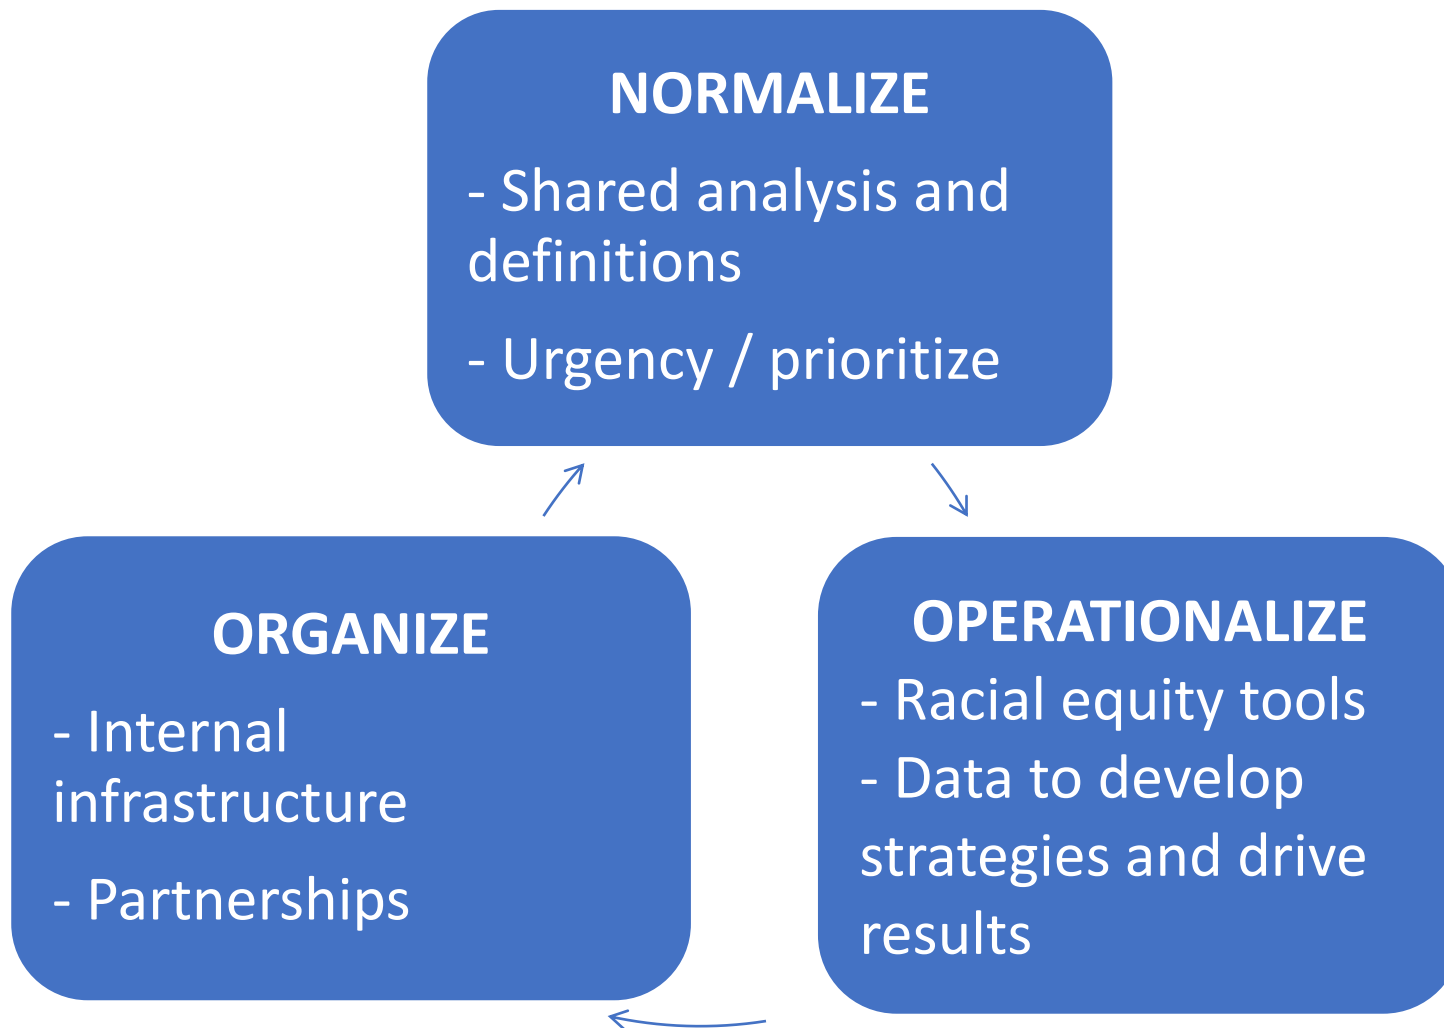 NORMALIZE
- Shared analysis and
definitions
- Urgency / prioritize
ORGANIZE
- Internal
infrastructure
- Partnerships
OPERATIONALIZE
- Racial equity tools
- Data to develop
strategies and drive
results